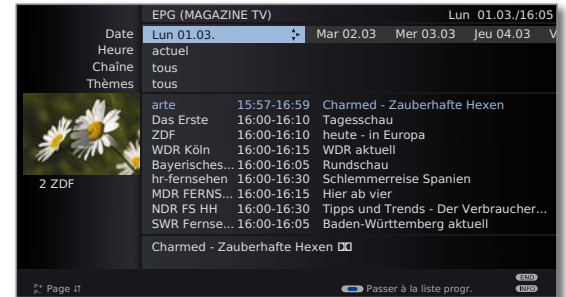 EPG (MAGAZINE TV) Lun 01.03./16:05
Date Lun 01.03. Mar 02.03 Mer 03.03 Jeu 04.03 V
Heure actuel
Chaîne tous
Thèmes tous
arte 15:57-16:59 Charmed - Zauberhafte Hexen
Das Erste 16:00-16:10 Tagesschau
ZDF 16:00-16:10 heute - in Europa
WDR Köln 16:00-16:15 WDR aktuell
Bayerisches... 16:00-16:05 Rundschau
hr-fernsehen 16:00-16:30 Schlemmerreise Spanien
MDR FERNS... 16:00-16:15 Hier ab vier
NDR FS HH 16:00-16:30 Tipps und Trends - Der Verbraucher...
SWR Fernse... 16:00-16:05 Baden-Württemberg aktuell
2 ZDF
Charmed - Zauberhafte Hexen
END
P+ P- Page Passer à la liste progr. INFO